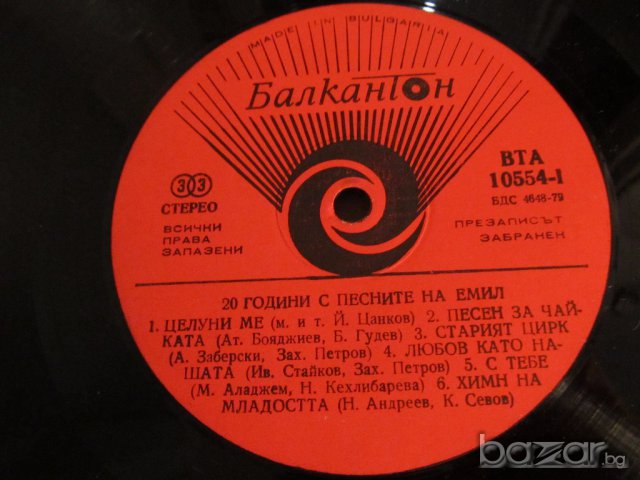 MADE IN BULGARIA
Балкантон
33
СТЕРЕО
ВСИЧКИ
ПРАВА
ЗАПАЗЕНИ
ВТА
10554-1
БДС 4648-79
ПРЕЗАПИСЪТ
ЗАБРАНЕН
20 ГОДИНИ С ПЕСНИТЕ НА ЕМИЛ
1. ЦЕЛУНИ МЕ (м. и т. Й. Цанков) 2. ПЕСЕН ЗА ЧАЙ-
КАТА (Ат. Бояджиев, Б. Гудев) 3. СТАРИЯТ ЦИРК
(А. Заберски, Зах. Петров) 4. ЛЮБОВ КАТО НА-
ШАТА (Ив. Стайков, Зах. Петров) 5. С ТЕБЕ
(М. Аладжем, Н. Кехлибарева) 6. ХИМН НА
МЛАДОСТТА (Н. Андреев, К. Севов)
bazar.bg